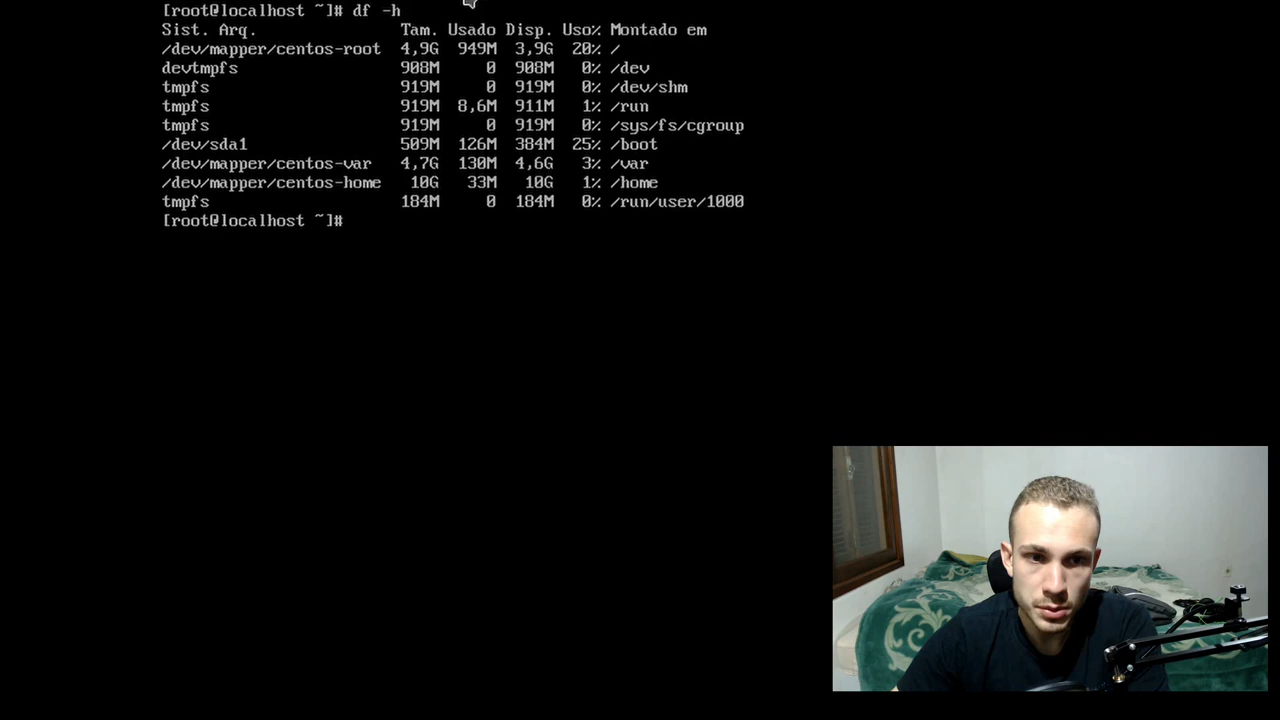 [root@localhost ~]# df -h
Sist. Arq. Tam. Usado Disp. Uso% Montado em
/dev/mapper/centos-root 4,9G 949M 3,9G 20% /
devtmpfs 908M 0 908M 0% /dev
tmpfs 919M 0 919M 0% /dev/shm
tmpfs 919M 8,6M 911M 1% /run
tmpfs 919M 0 919M 0% /sys/fs/cgroup
/dev/sda1 509M 126M 384M 25% /boot
/dev/mapper/centos-var 4,7G 130M 4,6G 3% /var
/dev/mapper/centos-home 10G 33M 10G 1% /home
tmpfs 184M 0 184M 0% /run/user/1000
[root@localhost ~]#